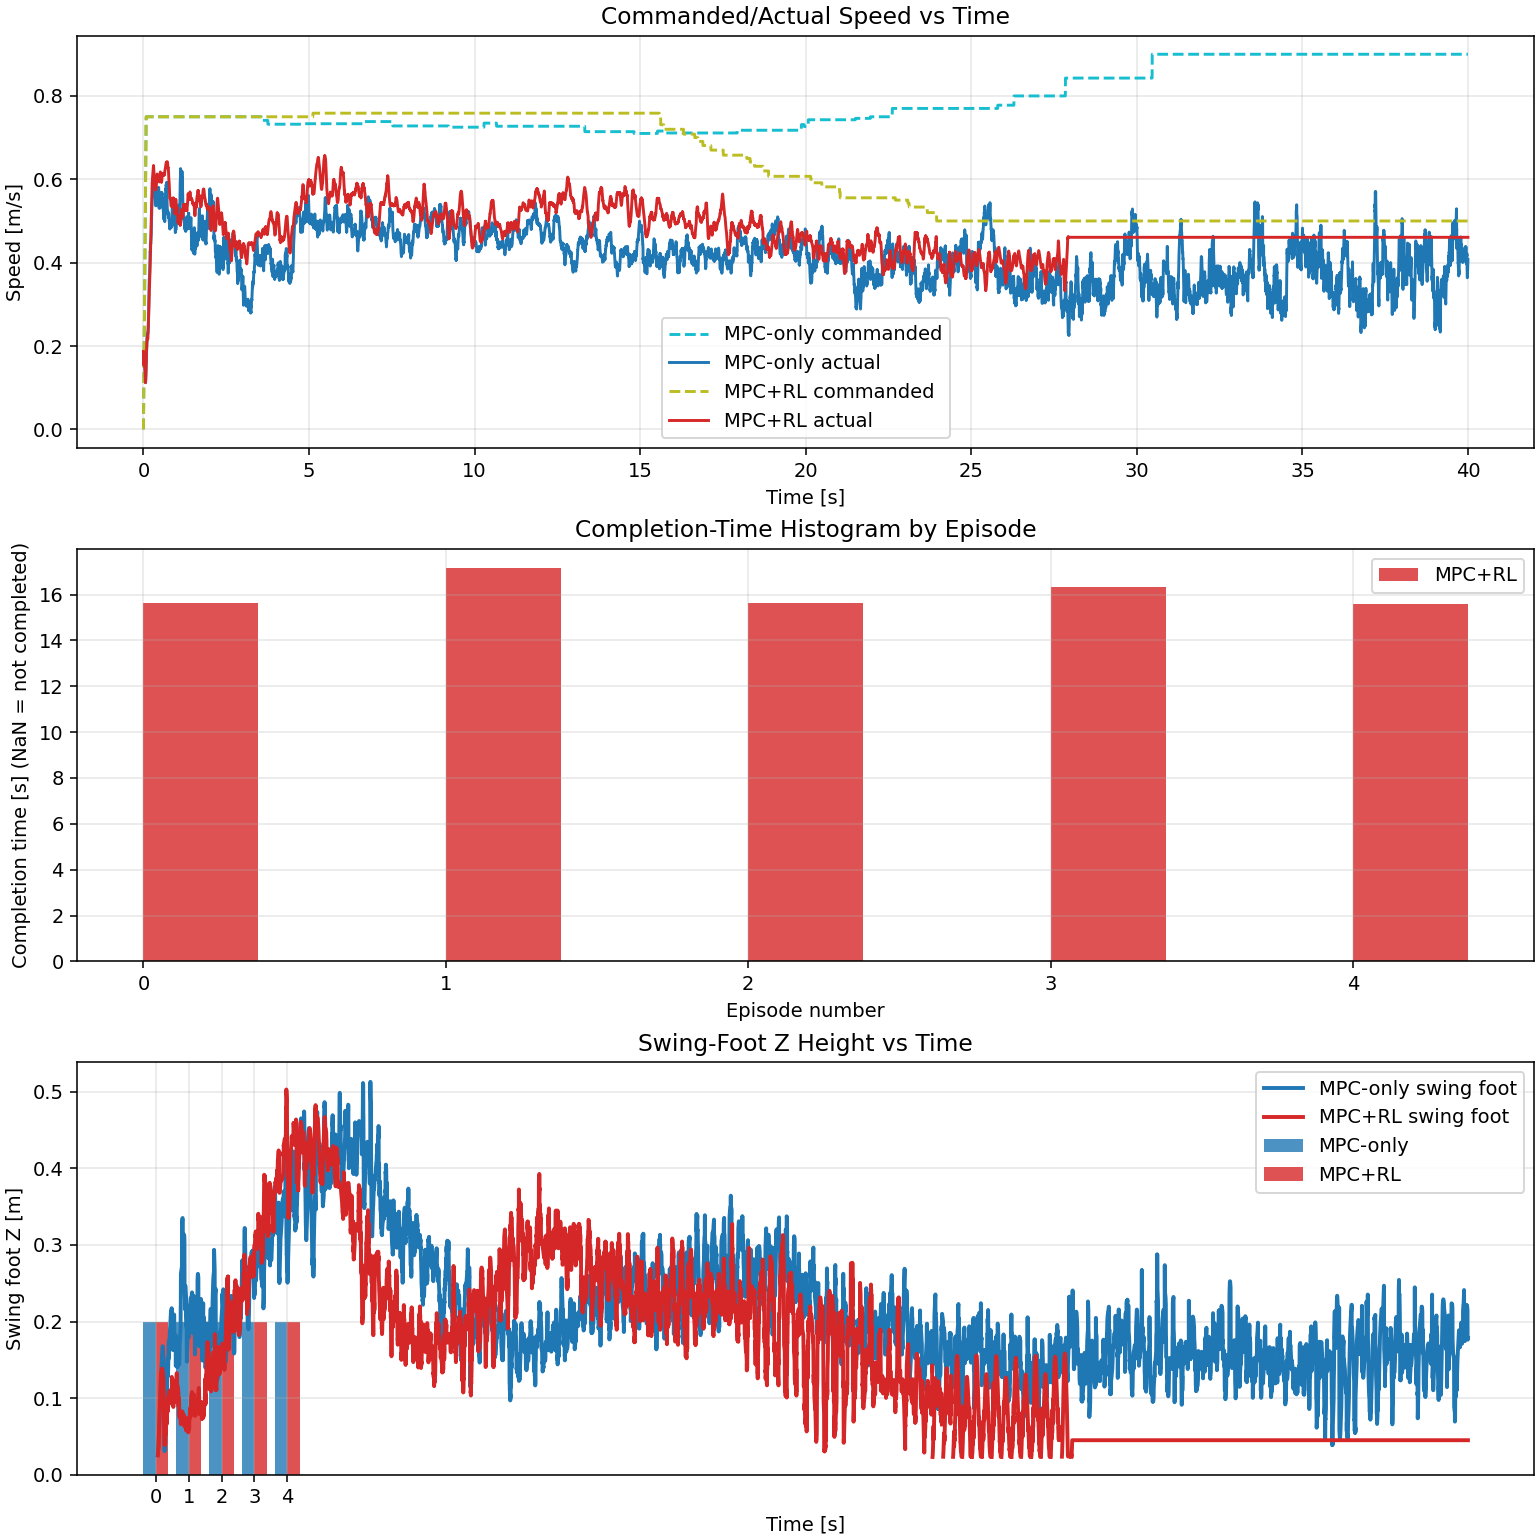 Commanded/Actual Speed vs Time
Speed [m/s]
0.8
0.6
0.4
0.2
0.0
MPC-only commanded
MPC-only actual
MPC+RL commanded
MPC+RL actual
0 5 10 15 20 25 30 35 40
Time [s]
Completion-Time Histogram by Episode
Completion time [s] (NaN = not completed)
16
14
12
10
8
6
4
2
0
MPC+RL
0 1 2 3 4
Episode number
Swing-Foot Z Height vs Time
Swing foot Z [m]
0.5
0.4
0.3
0.2
0.1
0.0
MPC-only swing foot
MPC+RL swing foot
MPC-only
MPC+RL
0 1 2 3 4
Time [s]